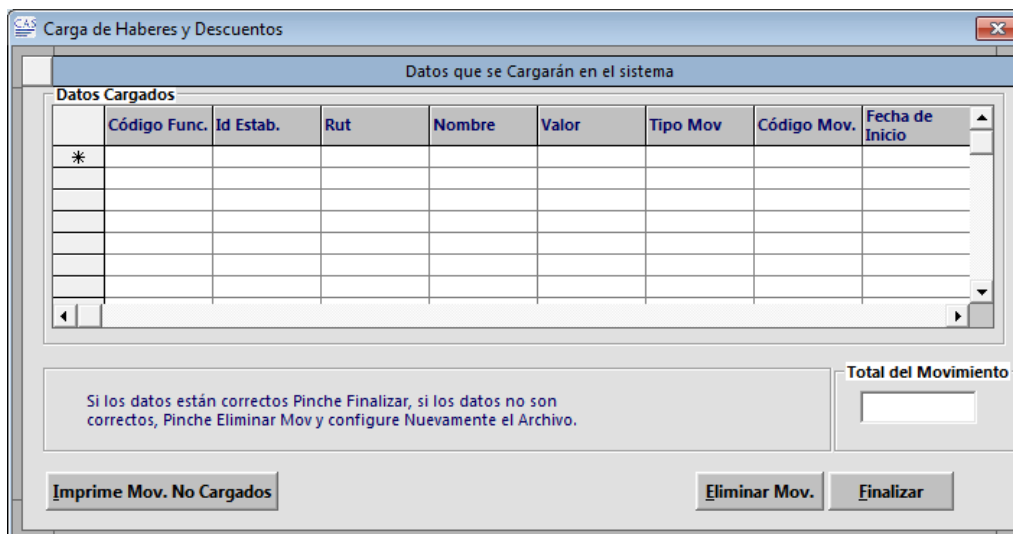 CAS
Carga de Haberes y Descuentos
Datos que se Cargarán en el sistema
Datos Cargados
Código Func. Id Estab. Rut Nombre Valor Tipo Mov Código Mov. Fecha de Inicio
Total del Movimiento
Si los datos están correctos Pinche Finalizar, si los datos no son
correctos, Pinche Eliminar Mov y configure Nuevamente el Archivo.
Imprime Mov. No Cargados Eliminar Mov. Finalizar